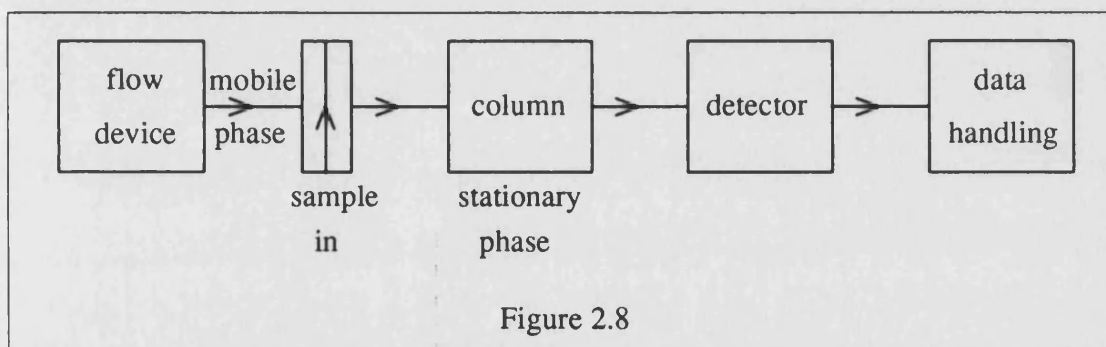 flow
device
mobile
phase
sample
in
column
stationary
phase
detector
data
handling
Figure 2.8